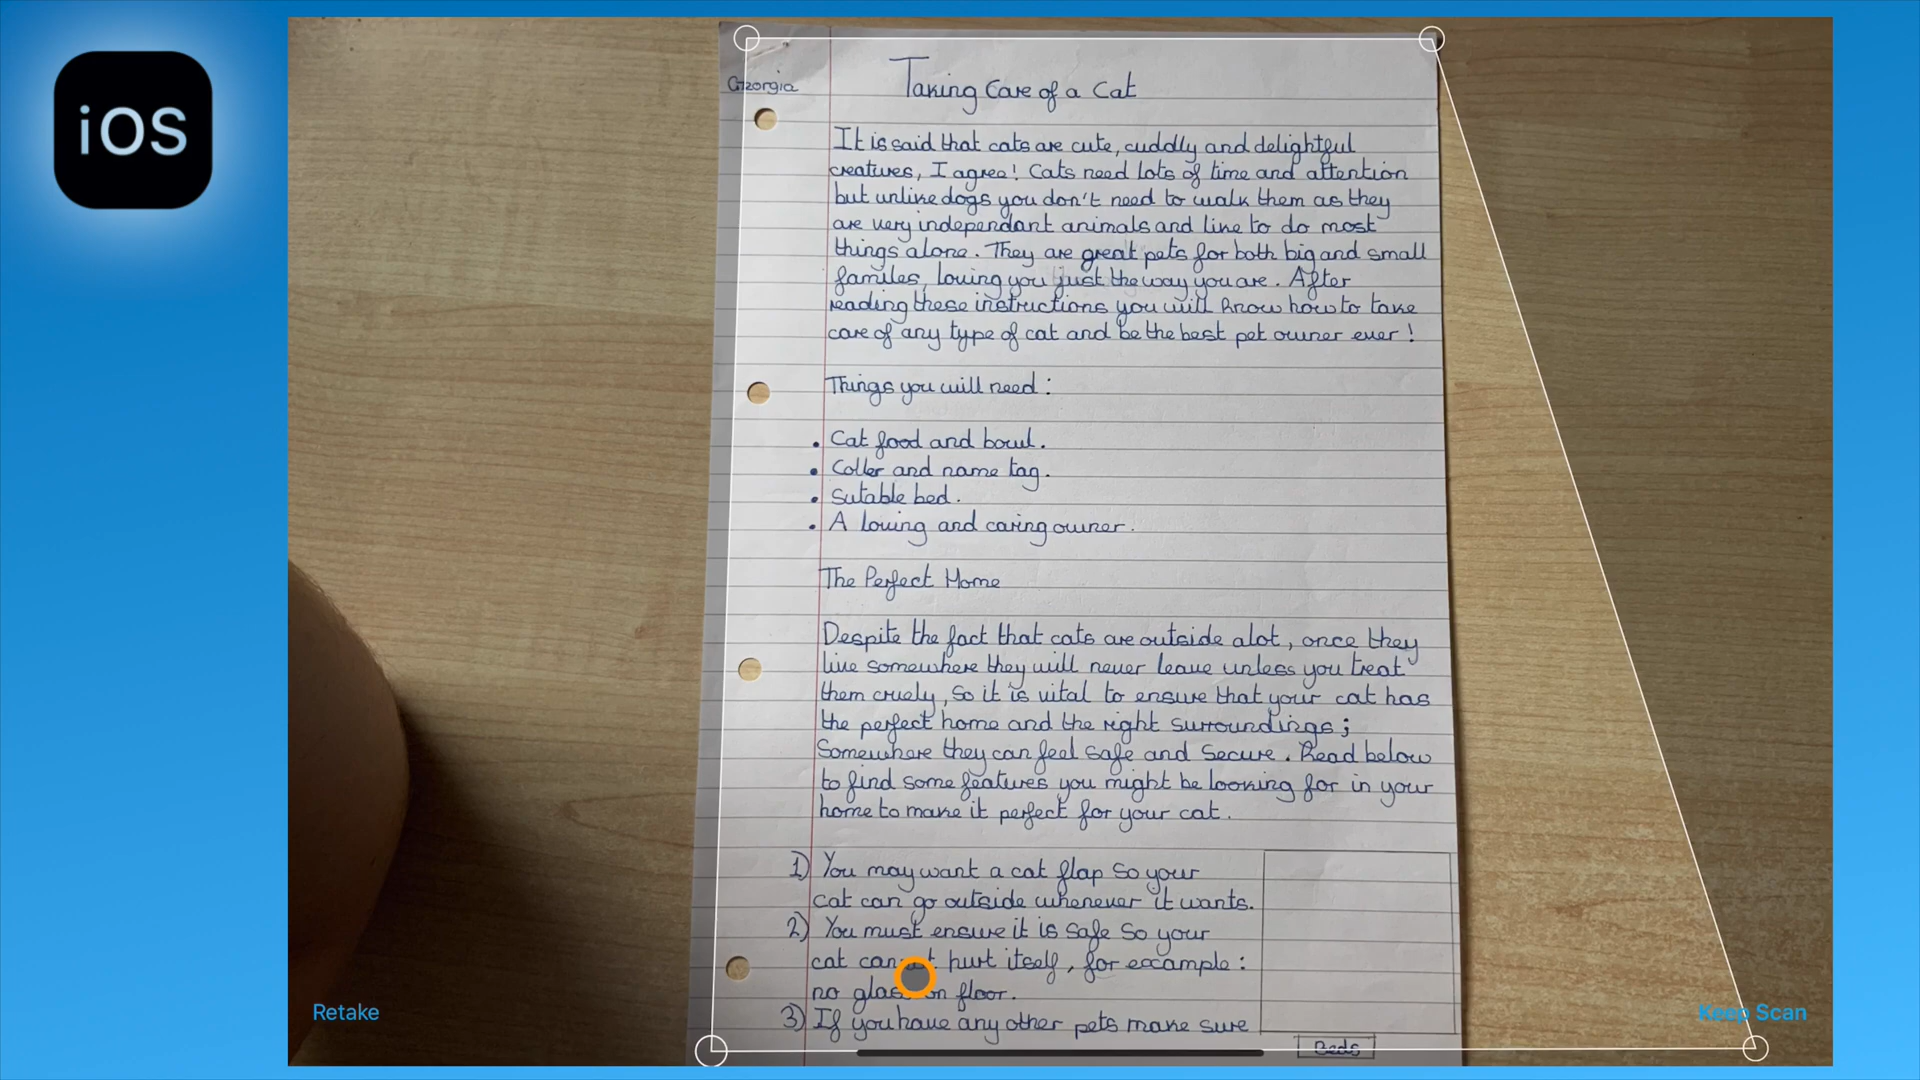 iOS
Georgia
Taking Care of a Cat
It is said that cats are cute, cuddly and delightful
creatures, I agree! Cats need lots of time and attention
but unlike dogs you don't need to walk them as they
are very independant animals and like to do most
things alone. They are great pets for both big and small
familes, loving you just the way you are. After
reading these instructions you will know how to take
care of any type of cat and be the best pet owner ever!
Things you will need:
• Cat food and bowl.
• Coller and name tag.
• Sutable bed.
• A loving and caring owner.
The Perfect Home
Despite the fact that cats are outside alot, once they
live somewhere they will never leave unless you treat
them cruely, so it is vital to ensure that your cat has
the perfect home and the right surroundings;
Somewhere they can feel safe and secure. Read below
to find some features you might be looking for in your
home to make it perfect for your cat.
1) You may want a cat flap so your
cat can go outside whenever it wants.
2) You must ensure it is safe so your
cat hurt itself, for example:
no floor.
3) If you have any other pets make sure
Beds
Retake
Keep Scan